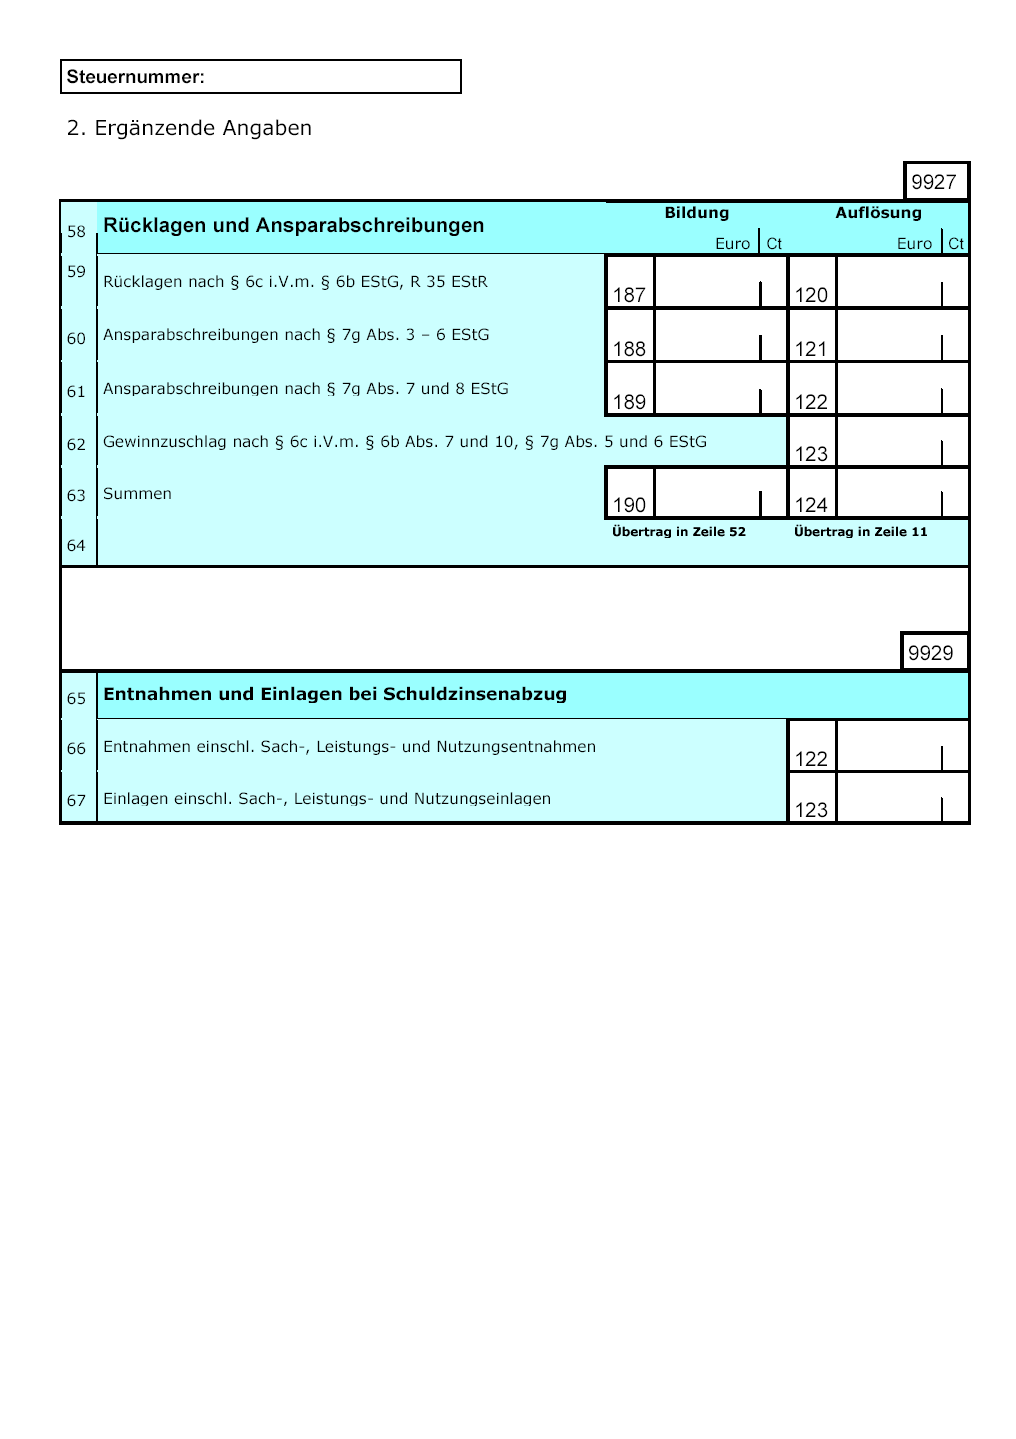 Steuernummer:
2. Ergänzende Angaben
9927
58 Rücklagen und Ansparabschreibungen Bildung Auflösung
Euro Ct Euro Ct
59 Rücklagen nach § 6c i.V.m. § 6b EStG, R 35 EStR 187 120
60 Ansparabschreibungen nach § 7g Abs. 3 – 6 EStG 188 121
61 Ansparabschreibungen nach § 7g Abs. 7 und 8 EStG 189 122
62 Gewinnzuschlag nach § 6c i.V.m. § 6b Abs. 7 und 10, § 7g Abs. 5 und 6 EStG 123
63 Summen 190 124
64 Übertrag in Zeile 52 Übertrag in Zeile 11
9929
65 Entnahmen und Einlagen bei Schuldzinsenabzug
66 Entnahmen einschl. Sach-, Leistungs- und Nutzungsentnahmen 122
67 Einlagen einschl. Sach-, Leistungs- und Nutzungseinlagen 123